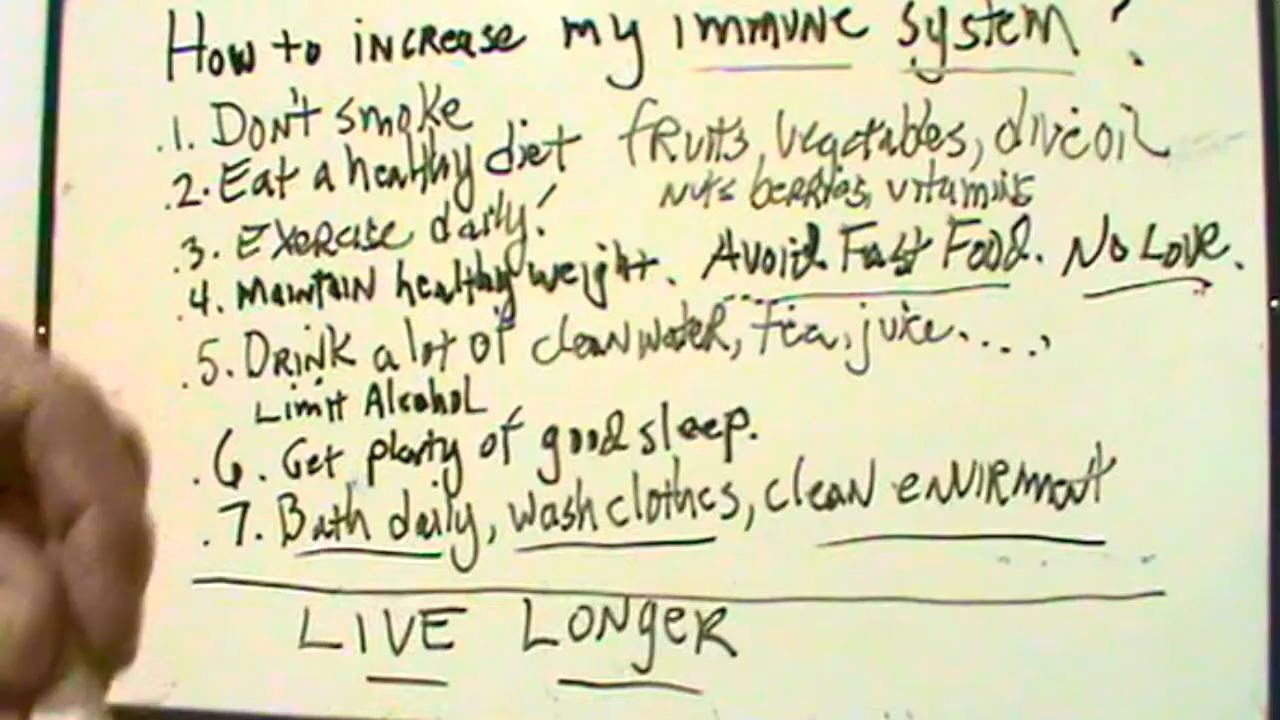 How to increase my immune system?
.1. Don't smoke
.2. Eat a healthy diet fruits, vegetables, olive oil
nuts berries, vitamins
.3. Exercise daily!
.4. Maintain healthy weight. Avoid Fast Food. No Love.
.5. Drink a lot of clean water, Tea, juice.....,
Limit Alcohol
.6. Get plenty of good sleep.
.7. Bath daily, wash clothes, clean envirment
LIVE LONgER